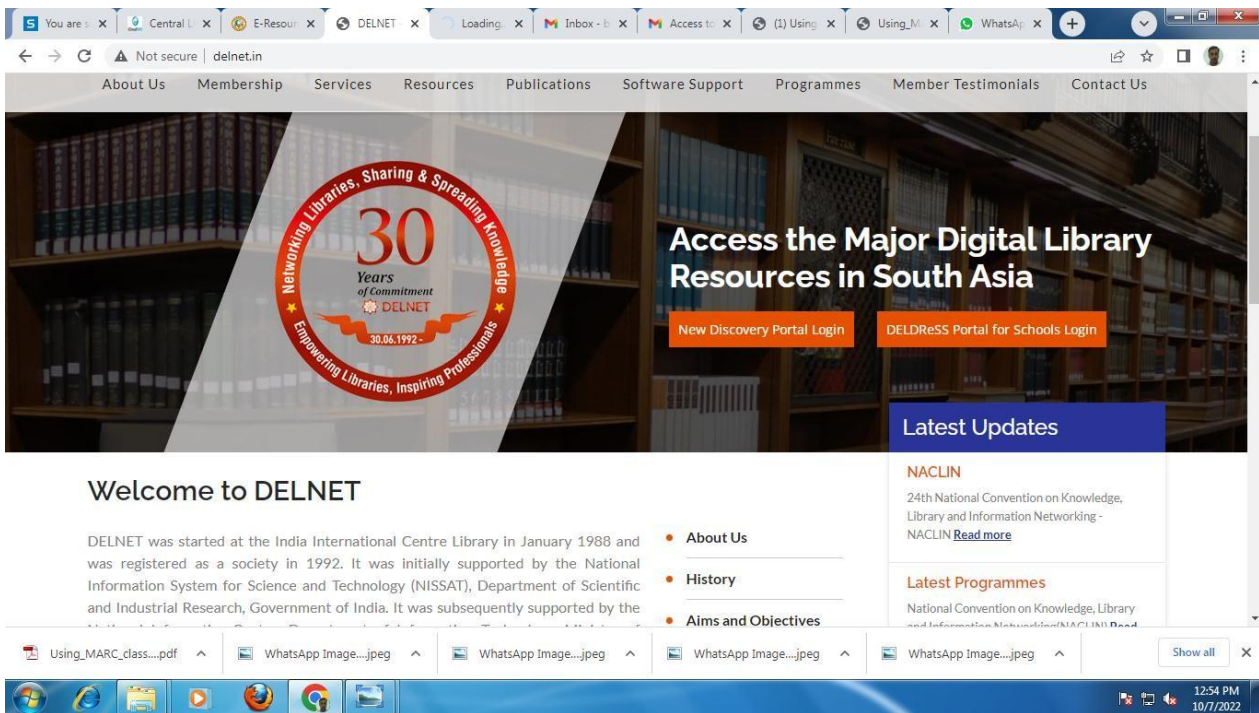 You are s
Central Li
E-Resour
DELNET -
Loading..
Inbox - b
Access to
(1) Using
Using_M
WhatsAp
Not secure | delnet.in
About Us Membership Services Resources Publications Software Support Programmes Member Testimonials Contact Us
Networking Libraries, Sharing & Spreading Knowledge
30
Years
of Commitment
DELNET
30.06.1992 -
Empowering Libraries, Inspiring Professionals
Access the Major Digital Library
Resources in South Asia
New Discovery Portal Login
DELDReSS Portal for Schools Login
Latest Updates
NACLIN
24th National Convention on Knowledge,
Library and Information Networking -
NACLIN Read more
Latest Programmes
National Convention on Knowledge, Library
and Information Networking(NACLIN) Read
Welcome to DELNET
DELNET was started at the India International Centre Library in January 1988 and
was registered as a society in 1992. It was initially supported by the National
Information System for Science and Technology (NISSAT), Department of Scientific
and Industrial Research, Government of India. It was subsequently supported by the
About Us
History
Aims and Objectives
Using_MARC_class....pdf
WhatsApp Image....jpeg
WhatsApp Image....jpeg
WhatsApp Image....jpeg
WhatsApp Image....jpeg
Show all
12:54 PM
10/7/2022